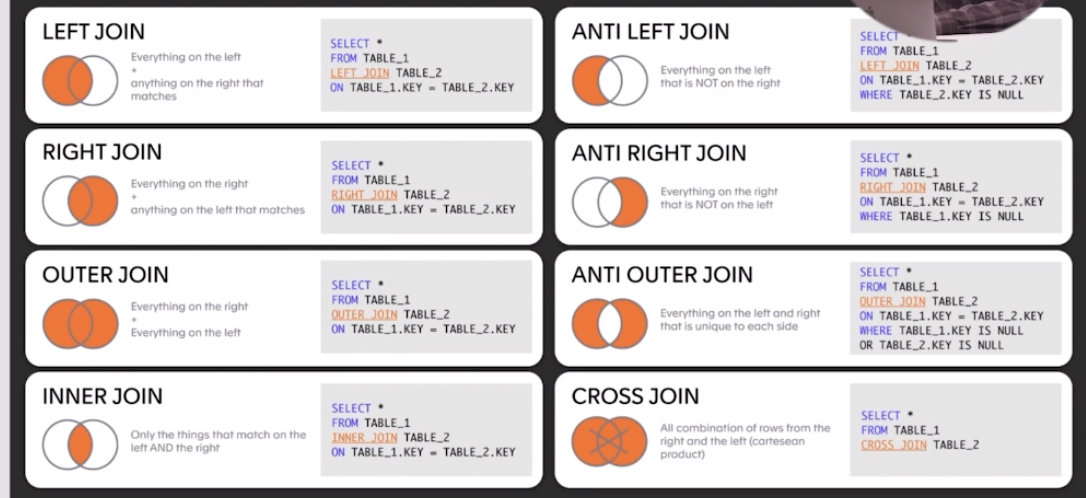 LEFT JOIN
Everything on the left
+
anything on the right that
matches
SELECT *
FROM TABLE_1
LEFT JOIN TABLE_2
ON TABLE_1.KEY = TABLE_2.KEY
ANTI LEFT JOIN
Everything on the left
that is NOT on the right
SELECT *
FROM TABLE_1
LEFT JOIN TABLE_2
ON TABLE_1.KEY = TABLE_2.KEY
WHERE TABLE_2.KEY IS NULL
RIGHT JOIN
Everything on the right
+
anything on the left that matches
SELECT *
FROM TABLE_1
RIGHT JOIN TABLE_2
ON TABLE_1.KEY = TABLE_2.KEY
ANTI RIGHT JOIN
Everything on the right
that is NOT on the left
SELECT *
FROM TABLE_1
RIGHT JOIN TABLE_2
ON TABLE_1.KEY = TABLE_2.KEY
WHERE TABLE_1.KEY IS NULL
OUTER JOIN
Everything on the right
+
Everything on the left
SELECT *
FROM TABLE_1
OUTER JOIN TABLE_2
ON TABLE_1.KEY = TABLE_2.KEY
ANTI OUTER JOIN
Everything on the left and right
that is unique to each side
SELECT *
FROM TABLE_1
OUTER JOIN TABLE_2
ON TABLE_1.KEY = TABLE_2.KEY
WHERE TABLE_1.KEY IS NULL
OR TABLE_2.KEY IS NULL
INNER JOIN
Only the things that match on the
left AND the right
SELECT *
FROM TABLE_1
INNER JOIN TABLE_2
ON TABLE_1.KEY = TABLE_2.KEY
CROSS JOIN
All combination of rows from the
right and the left (cartesean
product)
SELECT *
FROM TABLE_1
CROSS JOIN TABLE_2